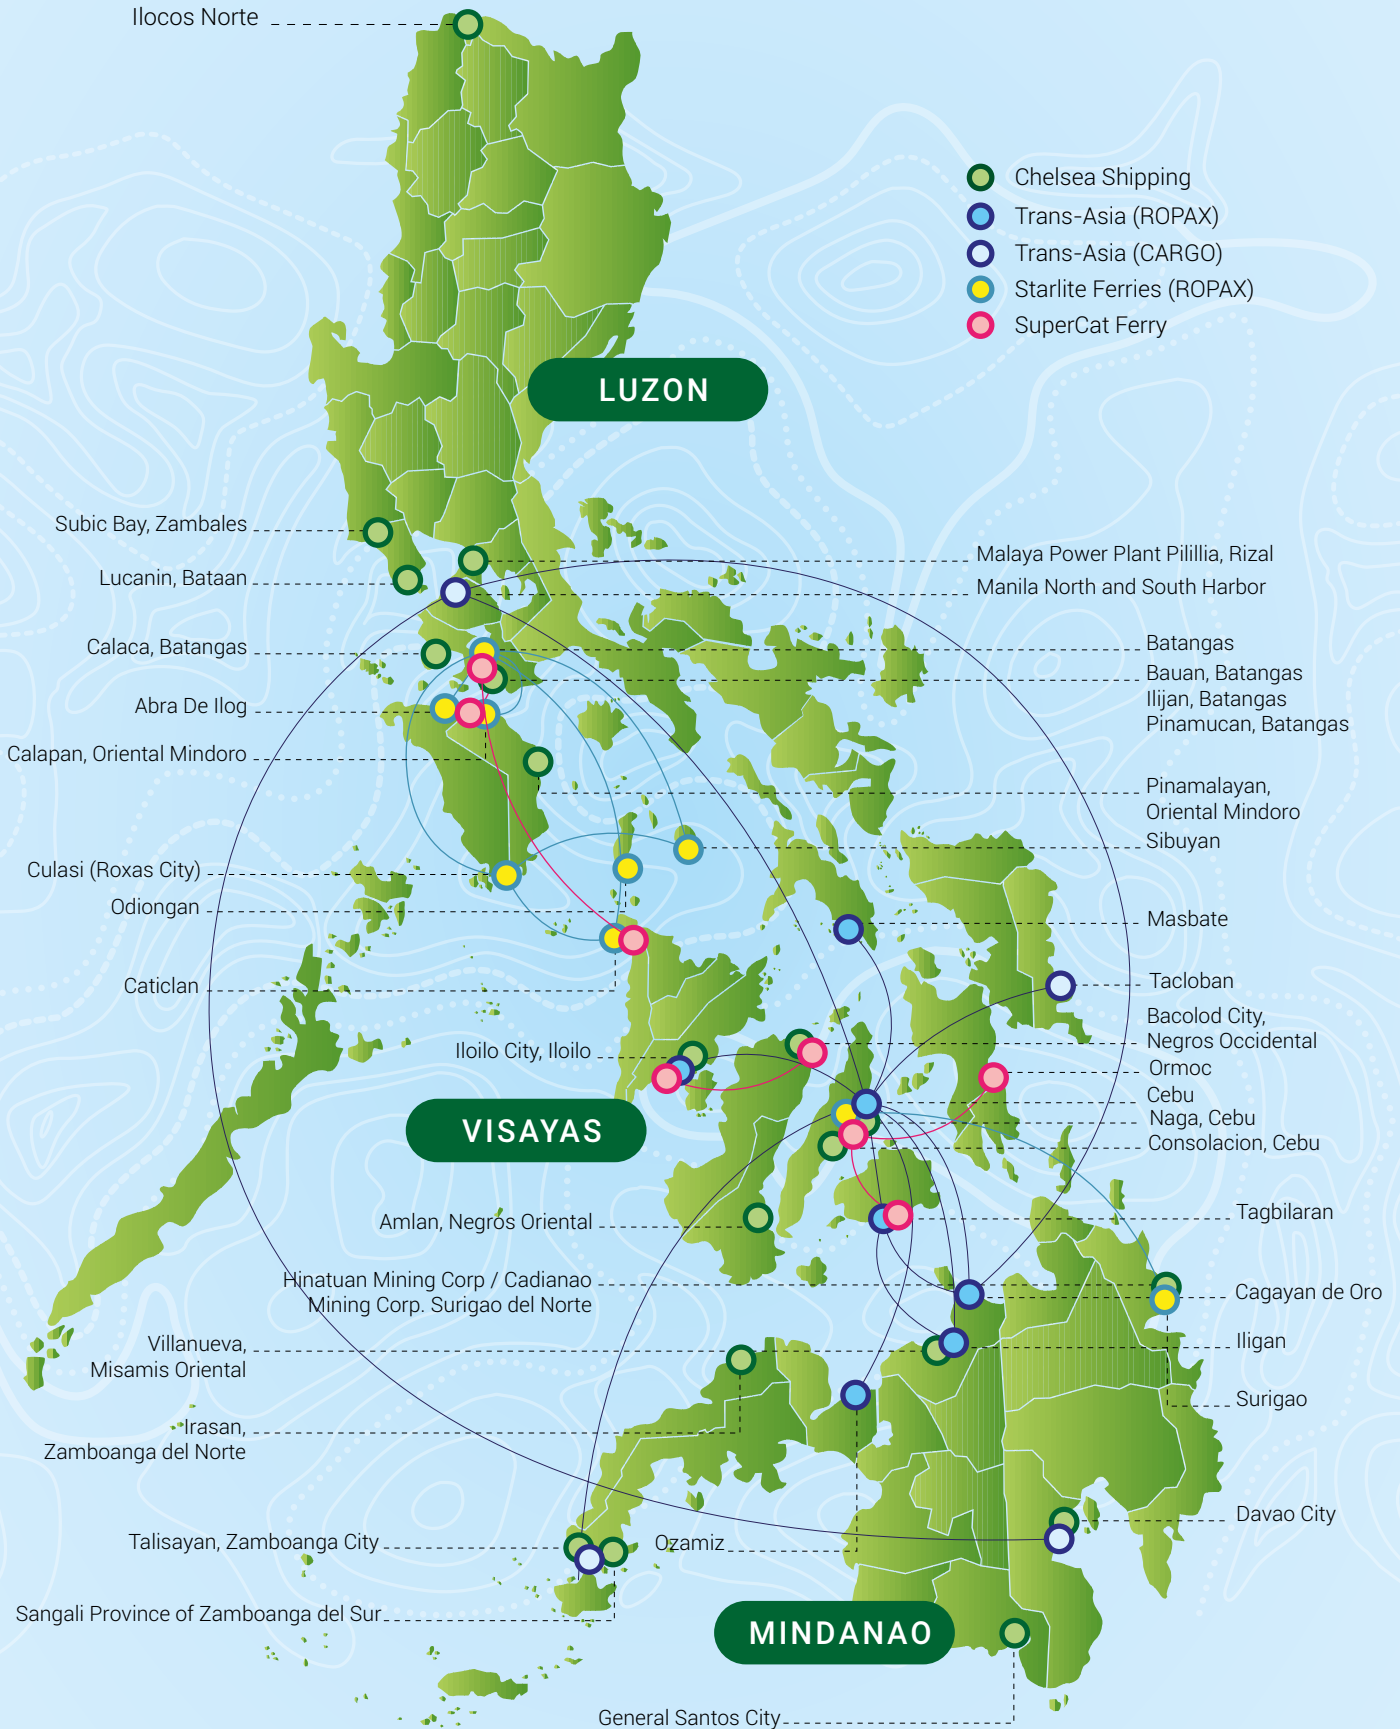 Ilocos Norte
Chelsea Shipping
Trans-Asia (ROPAX)
Trans-Asia (CARGO)
Starlite Ferries (ROPAX)
SuperCat Ferry
LUZON
Subic Bay, Zambales
Lucanin, Bataan
Calaca, Batangas
Abra De Ilog
Calapan, Oriental Mindoro
Culasi (Roxas City)
Odiongan
Caticlan
Malaya Power Plant Pilillia, Rizal
Manila North and South Harbor
Batangas
Bauan, Batangas
Ilijan, Batangas
Pinamucan, Batangas
Pinamalayan,
Oriental Mindoro
Sibuyan
Masbate
Tacloban
Bacolod City,
Negros Occidental
Ormoc
Cebu
Naga, Cebu
Consolacion, Cebu
Iloilo City, Iloilo
VISAYAS
Amlan, Negros Oriental
Hinatuan Mining Corp / Cadianao
Mining Corp. Surigao del Norte
Villanueva,
Misamis Oriental
Irasan,
Zamboanga del Norte
Talisayan, Zamboanga City
Sangali Province of Zamboanga del Sur
Ozamiz
Tagbilaran
Cagayan de Oro
Iligan
Surigao
Davao City
MINDANAO
General Santos City